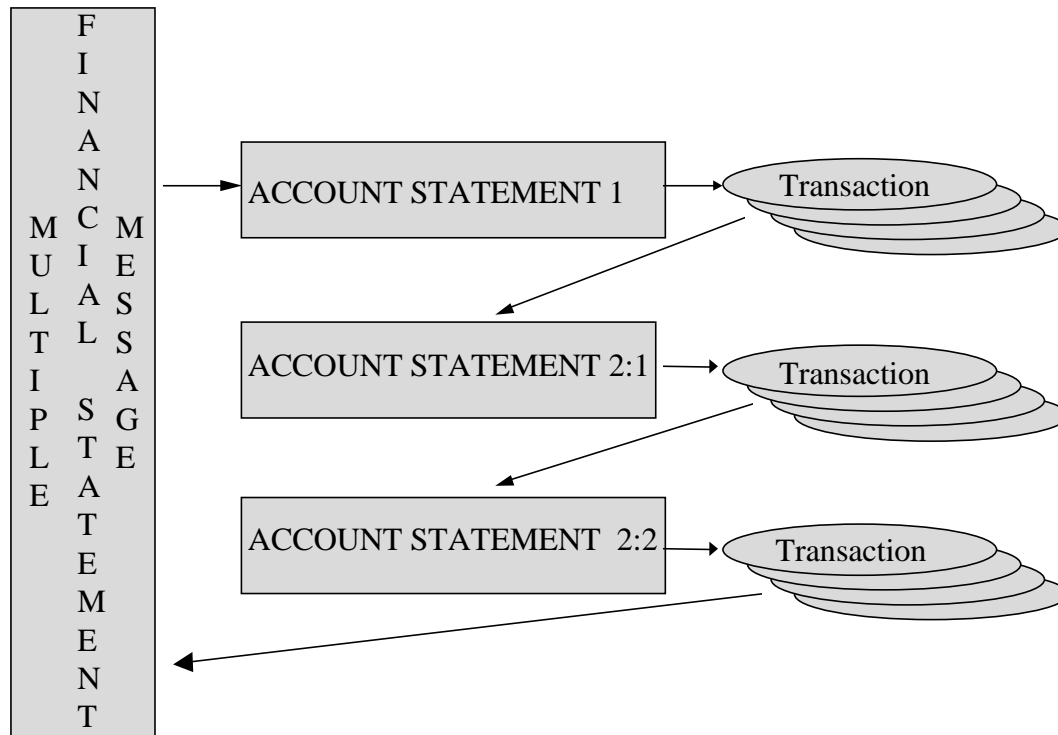 MULTIPLE
FINANCIAL STATEMENT
MESSAGE
ACCOUNT STATEMENT 1
Transaction
ACCOUNT STATEMENT 2:1
Transaction
ACCOUNT STATEMENT 2:2
Transaction